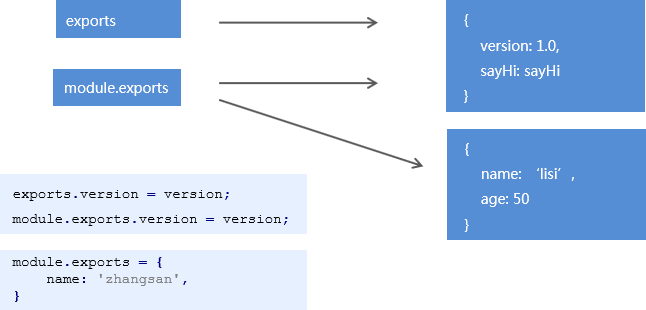 exports
{
version: 1.0,
sayHi: sayHi
}
module.exports
{
name: ‘lisi’,
age: 50
}
exports.version = version;
module.exports.version = version;
module.exports = {
name: 'zhangsan',
}